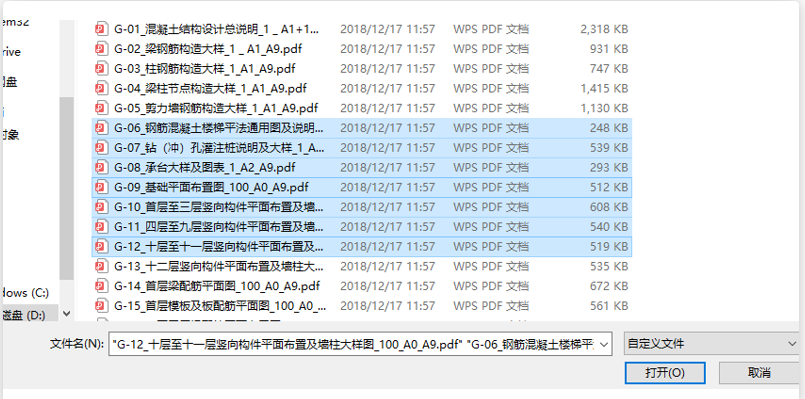 em32
G-01_混凝土结构设计总说明_1 _ A1+1... 2018/12/17 11:57 WPS PDF 文档 2,318 KB
G-02_梁钢筋构造大样_1 _ A1_A9.pdf 2018/12/17 11:57 WPS PDF 文档 931 KB
rive
G-03_柱钢筋构造大样_1_A1_A9.pdf 2018/12/17 11:57 WPS PDF 文档 747 KB
网盘
G-04_梁柱节点构造大样_1_A1_A9.pdf 2018/12/17 11:57 WPS PDF 文档 1,415 KB
G-05_剪力墙钢筋构造大样_1_A1_A9.pdf 2018/12/17 11:57 WPS PDF 文档 1,130 KB
对象
G-06_钢筋混凝土楼梯平法通用图及说明... 2018/12/17 11:57 WPS PDF 文档 248 KB
G-07_钻（冲）孔灌注桩说明及大样_1_A... 2018/12/17 11:57 WPS PDF 文档 539 KB
G-08_承台大样及图表_1_A2_A9.pdf 2018/12/17 11:57 WPS PDF 文档 293 KB
G-09_基础平面布置图_100_A0_A9.pdf 2018/12/17 11:57 WPS PDF 文档 512 KB
G-10_首层至三层竖向构件平面布置及墙... 2018/12/17 11:57 WPS PDF 文档 608 KB
G-11_四层至九层竖向构件平面布置及墙... 2018/12/17 11:57 WPS PDF 文档 540 KB
G-12_十层至十一层竖向构件平面布置及... 2018/12/17 11:57 WPS PDF 文档 519 KB
G-13_十二层竖向构件平面布置及墙柱大... 2018/12/17 11:57 WPS PDF 文档 535 KB
G-14_首层梁配筋平面图_100_A0_A9.pdf 2018/12/17 11:57 WPS PDF 文档 672 KB
dows (C:)
G-15_首层模板及板配筋平面图_100_A0_... 2018/12/17 11:57 WPS PDF 文档 561 KB
磁盘 (D:)
文件名(N): "G-12_十层至十一层竖向构件平面布置及墙柱大样图_100_A0_A9.pdf" "G-06_钢筋混凝土楼梯平 自定义文件
打开(O) 取消